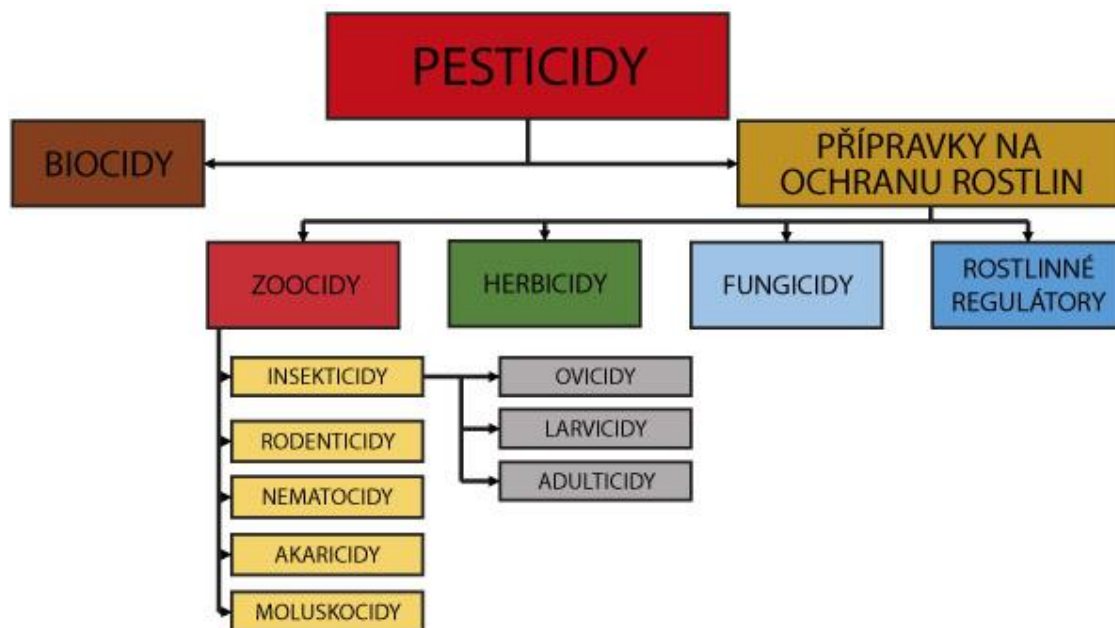 PESTICIDY
BIOCIDY
PŘÍPRAVKY NA
OCHRANU ROSTLIN
ZOOCIDY
HERBICIDY
FUNGICIDY
ROSTLINNÉ
REGULÁTORY
INSEKTICIDY
OVICIDY
RODENTICIDY
LARVICIDY
NEMATOCIDY
ADULTICIDY
AKARICIDY
MOLUSKOCIDY